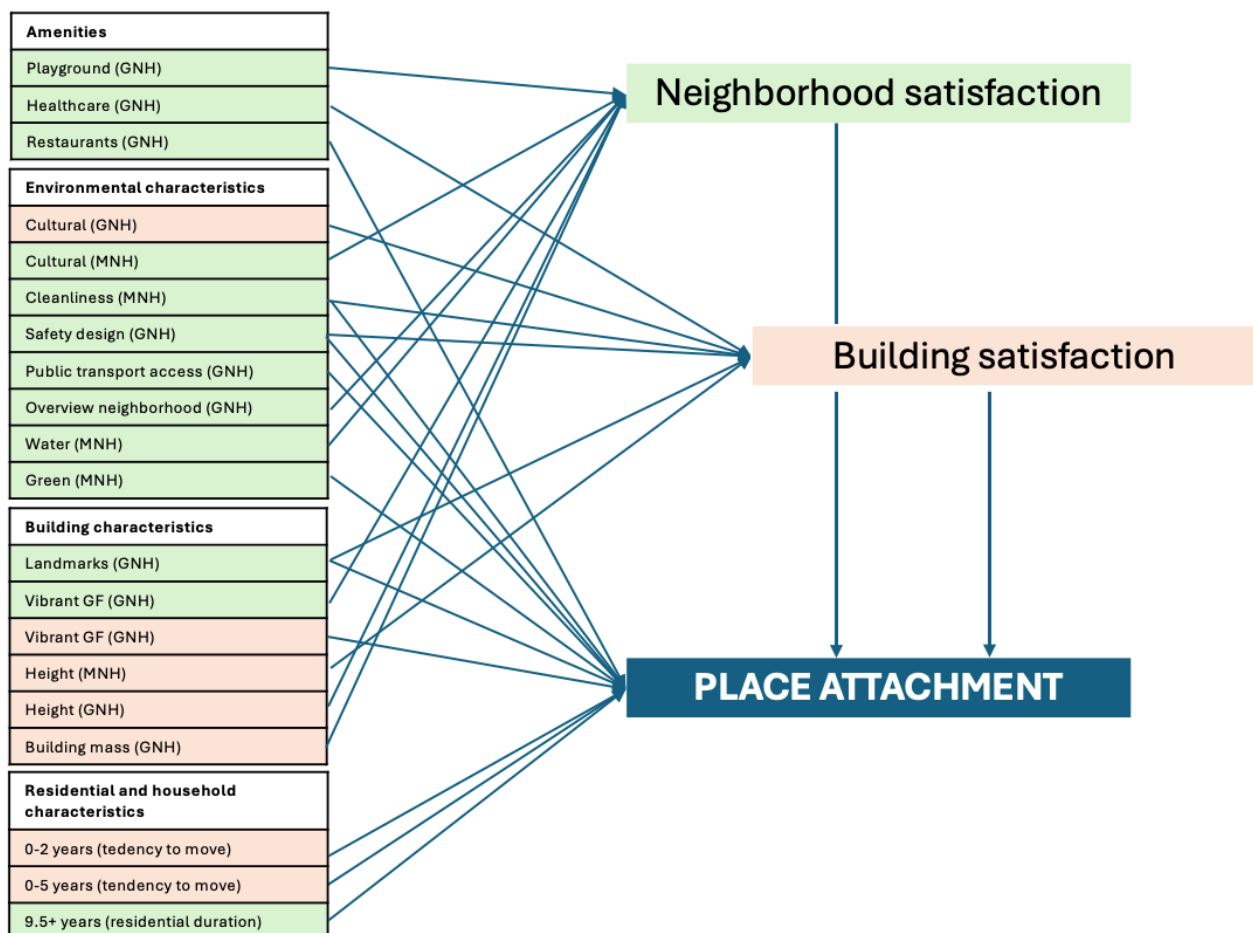 Amenities
Playground (GNH)
Healthcare (GNH)
Restaurants (GNH)
Environmental characteristics
Cultural (GNH)
Cultural (MNH)
Cleanliness (MNH)
Safety design (GNH)
Public transport access (GNH)
Overview neighborhood (GNH)
Water (MNH)
Green (MNH)
Building characteristics
Landmarks (GNH)
Vibrant GF (GNH)
Vibrant GF (GNH)
Height (MNH)
Height (GNH)
Building mass (GNH)
Residential and household
characteristics
0-2 years (tedency to move)
0-5 years (tendency to move)
9.5+ years (residential duration)
Neighborhood satisfaction
Building satisfaction
PLACE ATTACHMENT